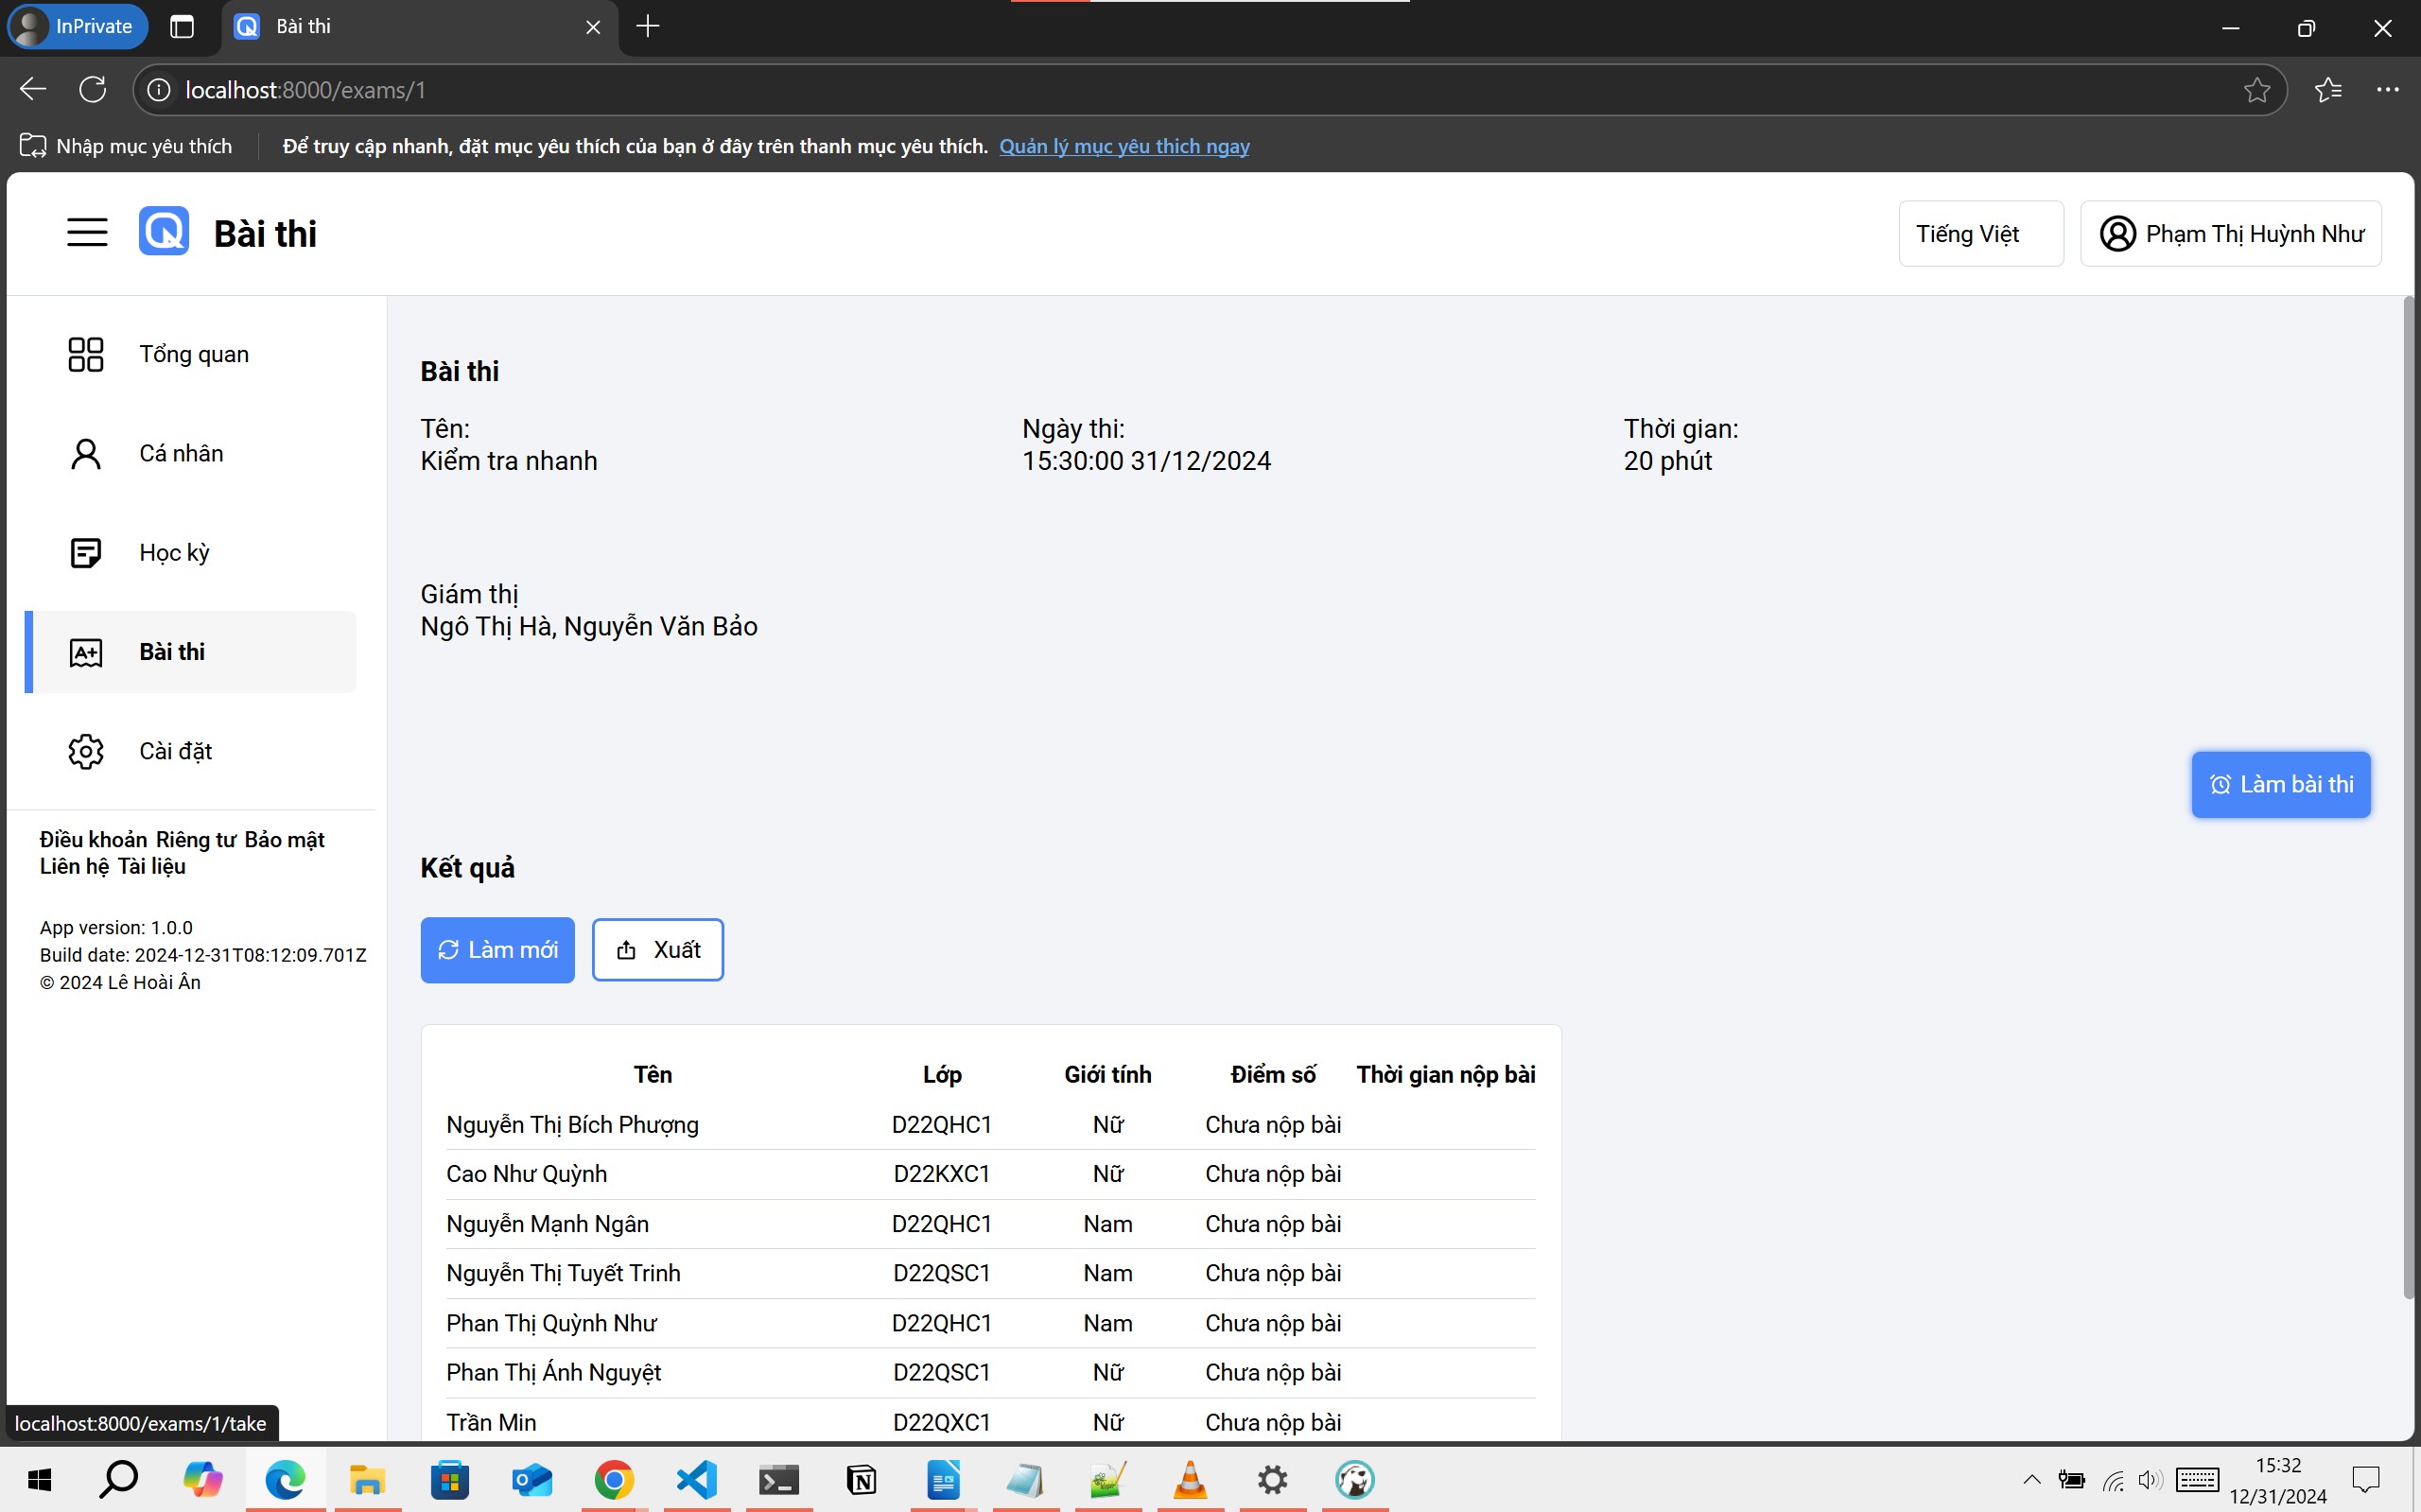 InPrivate
Bài thi
localhost:8000/exams/1
Nhập mục yêu thích
Để truy cập nhanh, đặt mục yêu thích của bạn ở đây trên thanh mục yêu thích. Quản lý mục yêu thích ngay
Bài thi
Tiếng Việt
Phạm Thị Huỳnh Như
Tổng quan
Cá nhân
Học kỳ
Bài thi
Cài đặt
Điều khoản Riêng tư Bảo mật
Liên hệ Tài liệu
App version: 1.0.0
Build date: 2024-12-31T08:12:09.701Z
© 2024 Lê Hoài Ân
Bài thi
Tên:
Kiểm tra nhanh
Ngày thi:
15:30:00 31/12/2024
Thời gian:
20 phút
Giám thị
Ngô Thị Hà, Nguyễn Văn Bảo
Làm bài thi
Kết quả
Làm mới
Xuất
Tên Lớp Giới tính Điểm số Thời gian nộp bài
Nguyễn Thị Bích Phượng D22QHC1 Nữ Chưa nộp bài
Cao Như Quỳnh D22KXC1 Nữ Chưa nộp bài
Nguyễn Mạnh Ngân D22QHC1 Nam Chưa nộp bài
Nguyễn Thị Tuyết Trinh D22QSC1 Nam Chưa nộp bài
Phan Thị Quỳnh Như D22QHC1 Nam Chưa nộp bài
Phan Thị Ánh Nguyệt D22QSC1 Nữ Chưa nộp bài
Trần Min D22QXC1 Nữ Chưa nộp bài
localhost:8000/exams/1/take
15:32
12/31/2024